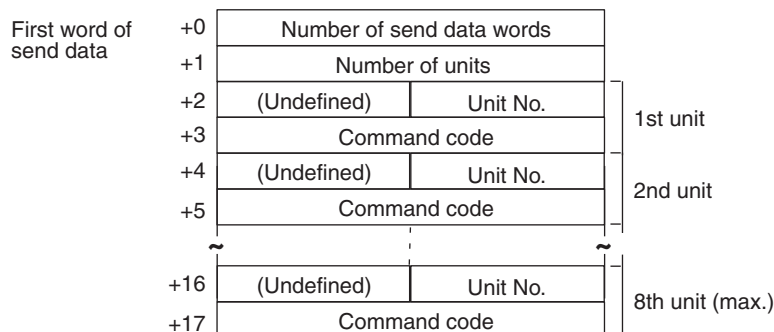 First word of
send data
+0 Number of send data words
+1 Number of units
+2 (Undefined) Unit No.
1st unit
+3 Command code
+4 (Undefined) Unit No.
2nd unit
+5 Command code
~ ~
+16 (Undefined) Unit No.
8th unit (max.)
+17 Command code